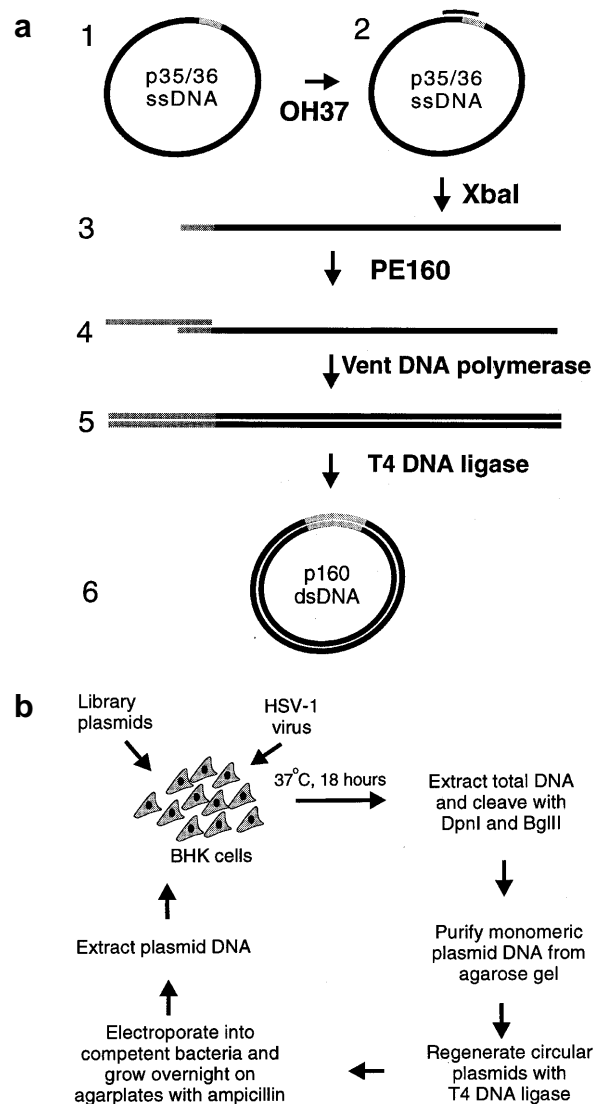 a
1
p35/36
ssDNA
OH37
2
p35/36
ssDNA
XbaI
3
PE160
4
Vent DNA polymerase
5
T4 DNA ligase
6
p160
dsDNA
b
Library
plasmids
HSV-1
virus
BHK cells
37°C, 18 hours
Extract total DNA
and cleave with
DpnI and BglII
Purify monomeric
plasmid DNA from
agarose gel
Regenerate circular
plasmids with
T4 DNA ligase
Electroporate into
competent bacteria and
grow overnight on
agarplates with ampicillin
Extract plasmid DNA